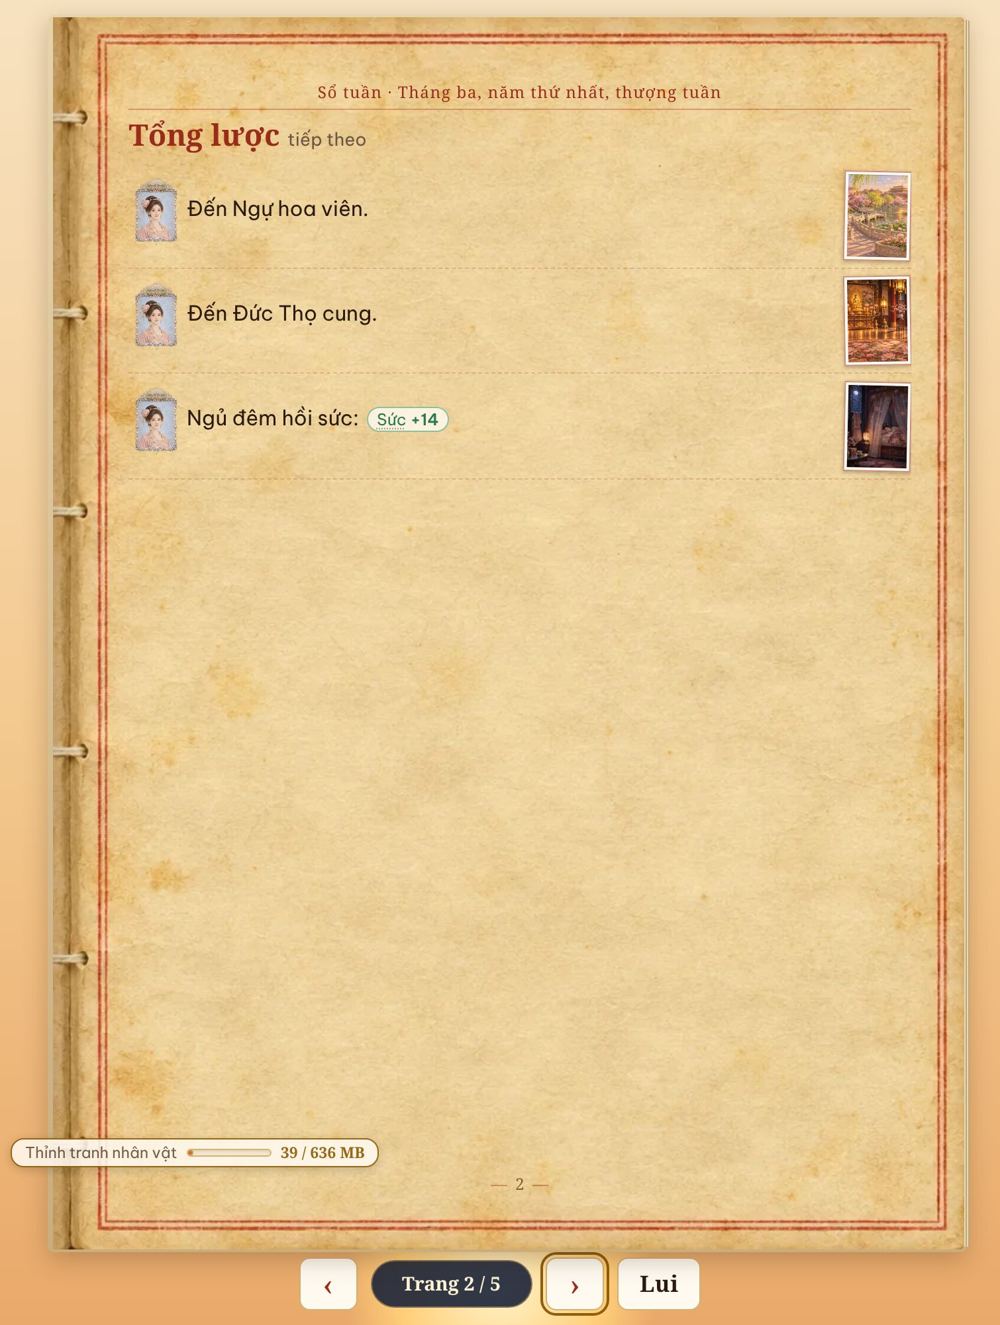 Sổ tuần · Tháng ba, năm thứ nhất, thượng tuần
Tổng lược tiếp theo
Đến Ngự hoa viên.
Đến Đức Thọ cung.
Ngủ đêm hồi sức: Sức +14
Thỉnh tranh nhân vật 39 / 636 MB
— 2 —
‹ Trang 2 / 5 › Lui